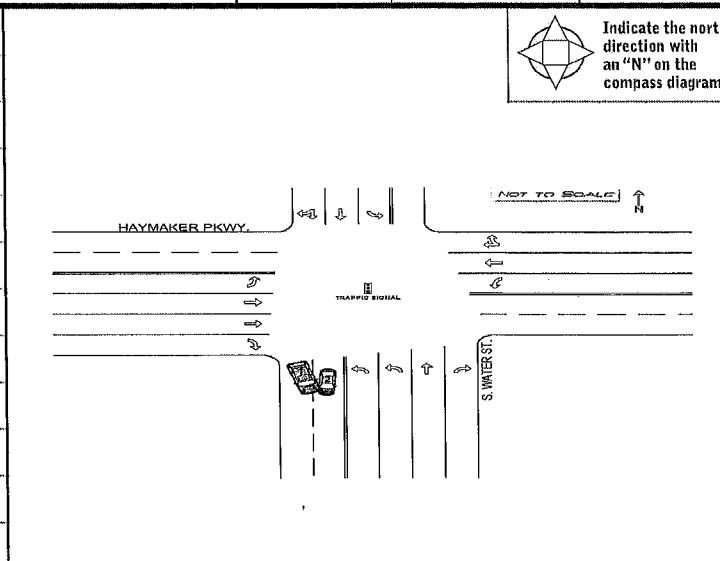 Indicate the nort
direction with
an "N" on the
compass diagram
NOT TO SCALE
N
HAYMAKER PKWY.
TRAFFIC SIGNAL
S. WATER ST.